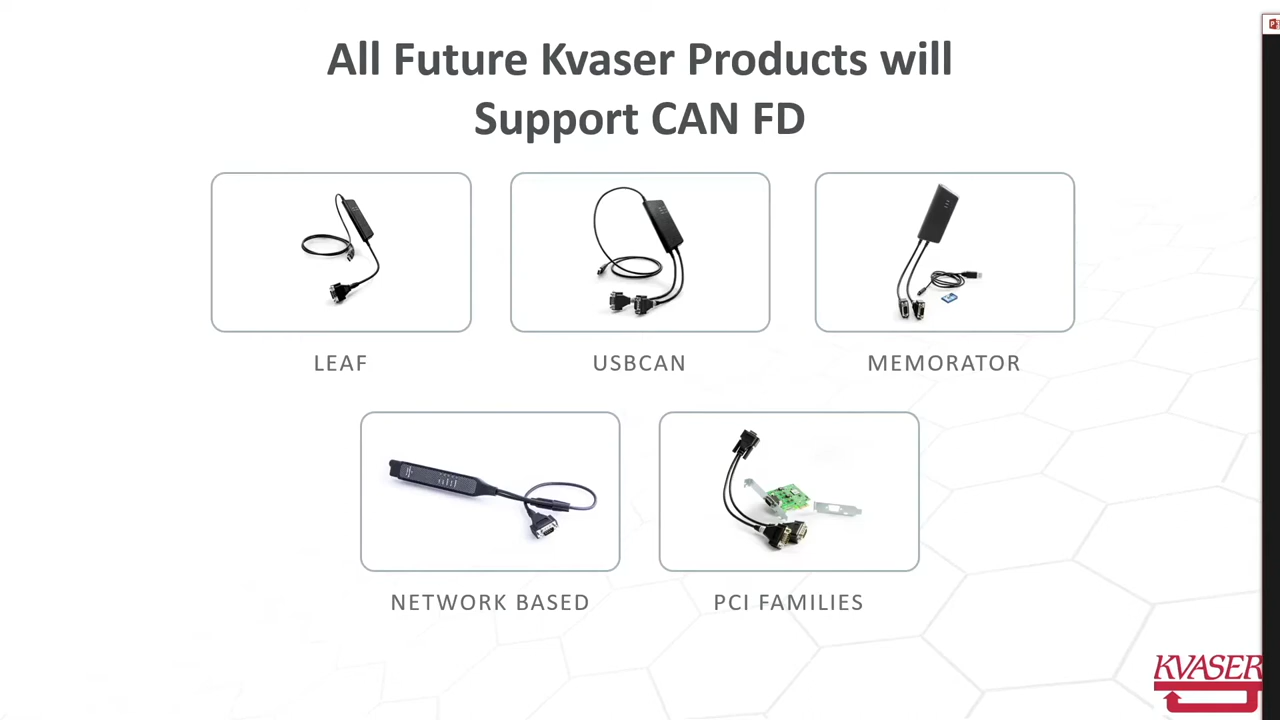 All Future Kvaser Products will
Support CAN FD
LEAF
USBCAN
MEMORATOR
NETWORK BASED
PCI FAMILIES
KVASER